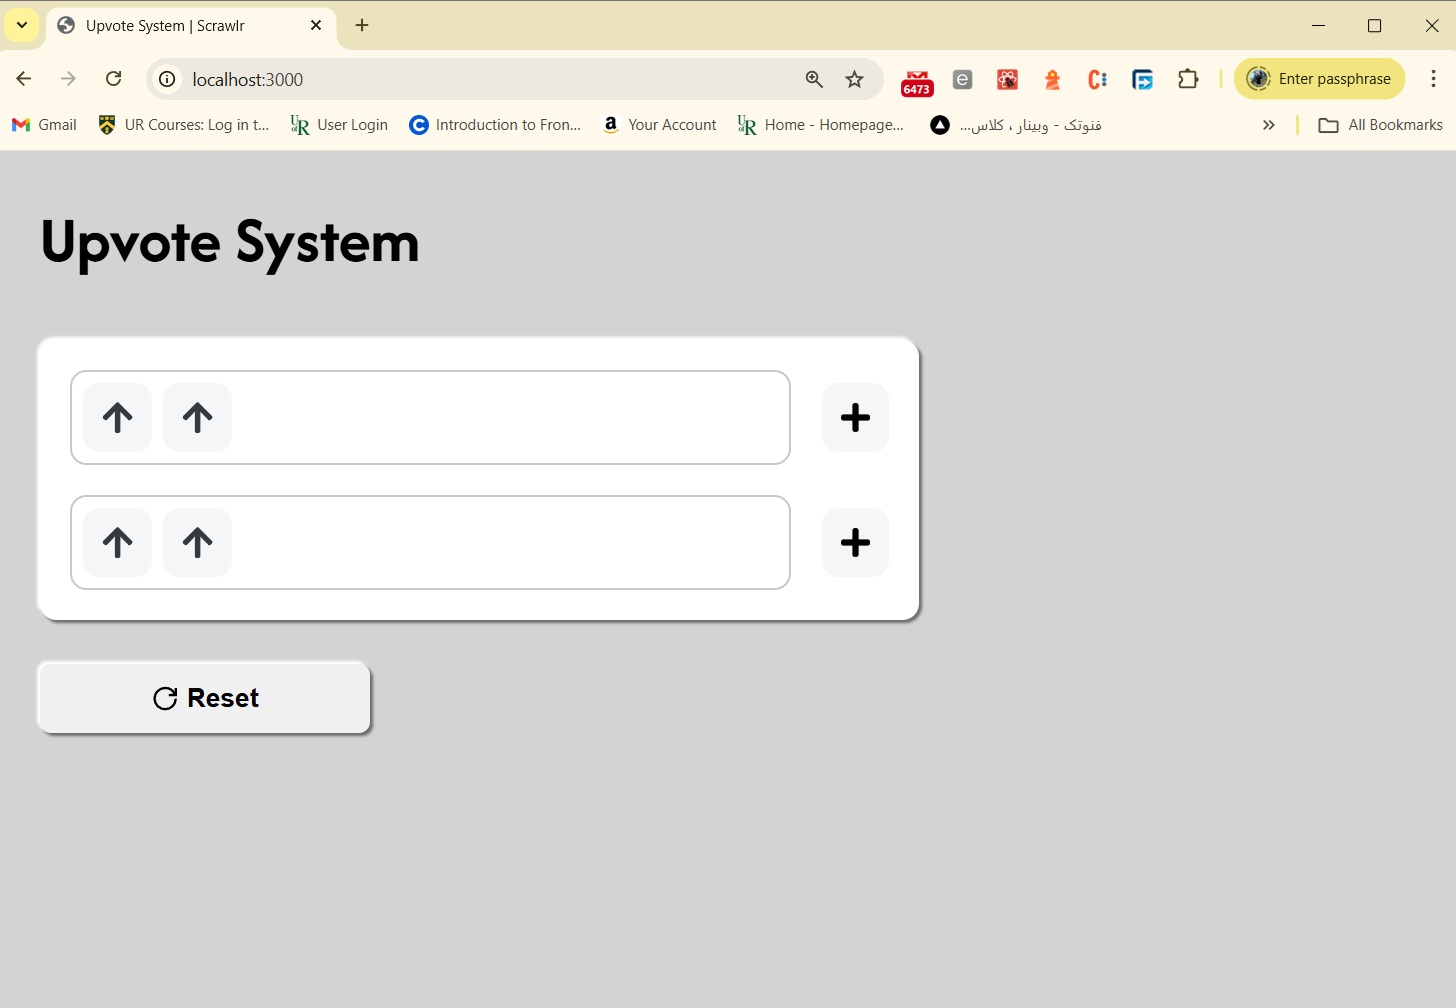 Upvote System | Scrawlr
localhost:3000
6473
Enter passphrase
Gmail
UR Courses: Log in t...
User Login
Introduction to Fron...
Your Account
Home - Homepage...
فنوتک - وبینار ، کلاس...
All Bookmarks
Upvote System
Reset